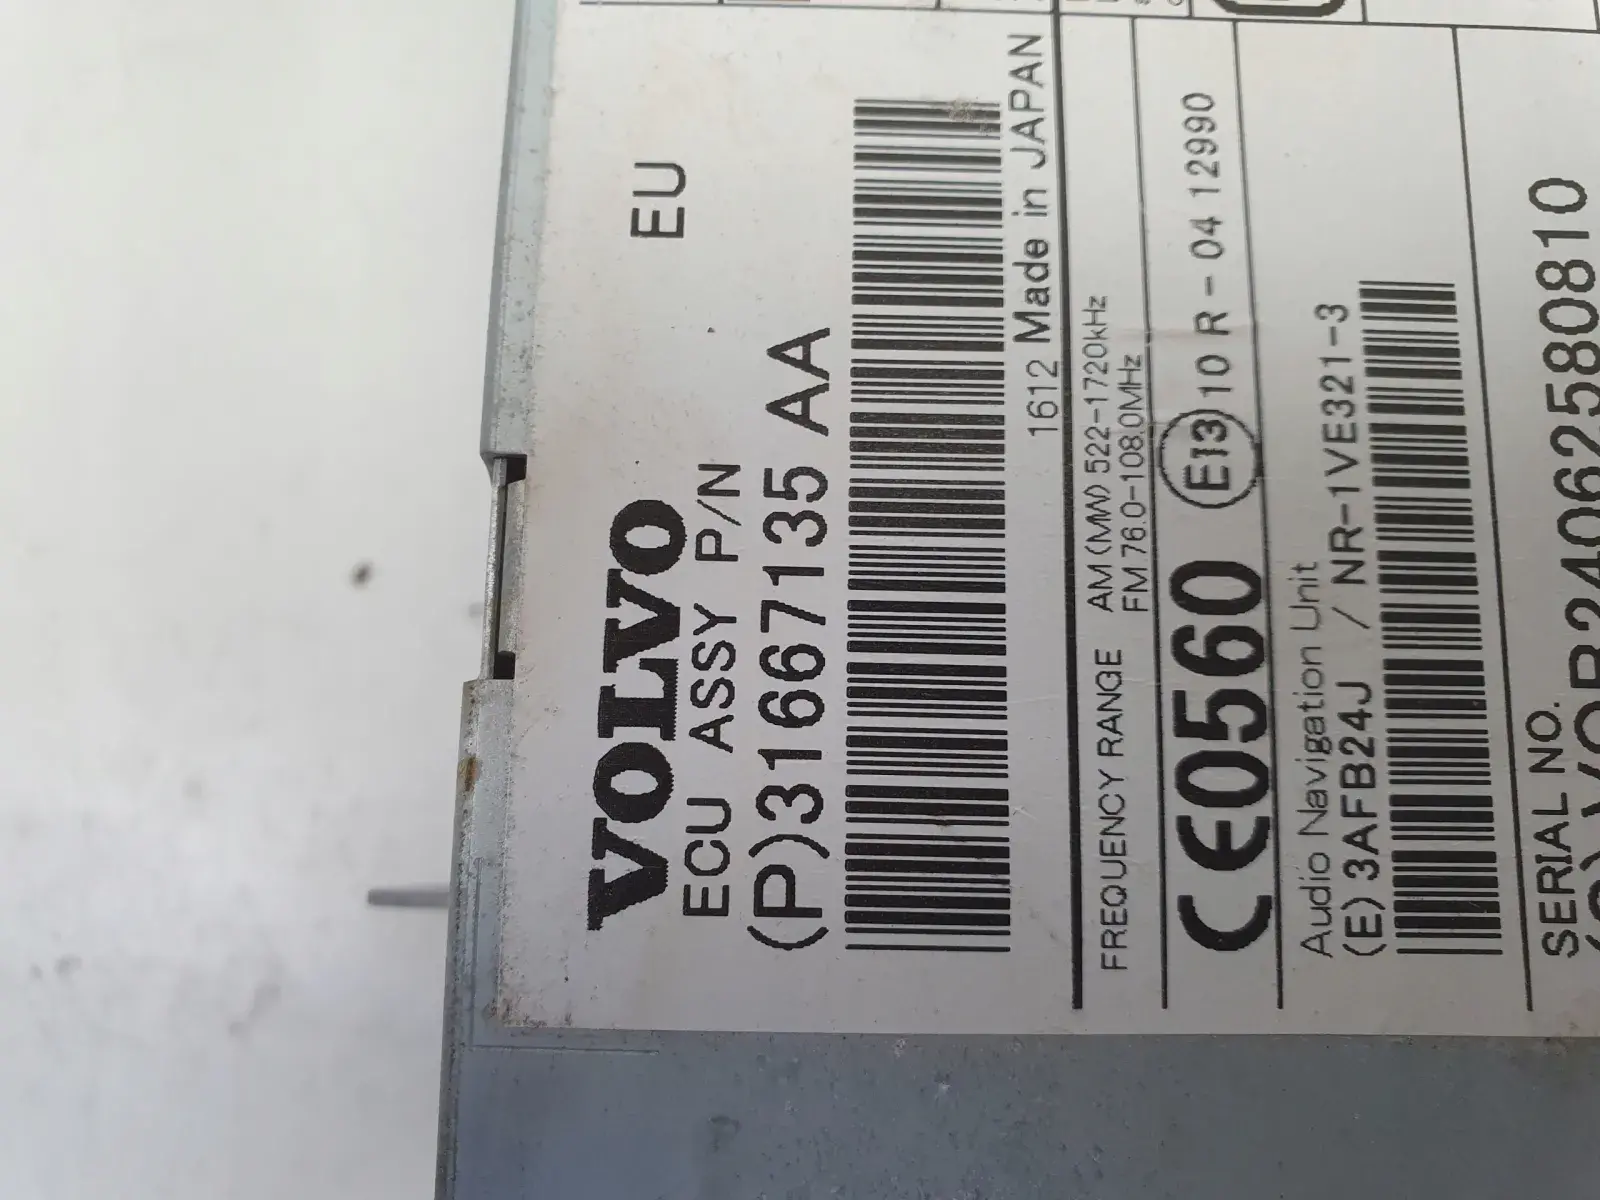 VOLVO
ECU ASSY P/N EU
(P)31667135 AA
1612 Made in JAPAN
FREQUENCY RANGE AM(MW) 522-1720kHz
FM 76.0-108.0MHz
CE0560 E13 10 R - 04 12990
Audio Navigation Unit
(E) 3AFB24J / NR-1VE321-3
SERIAL NO.